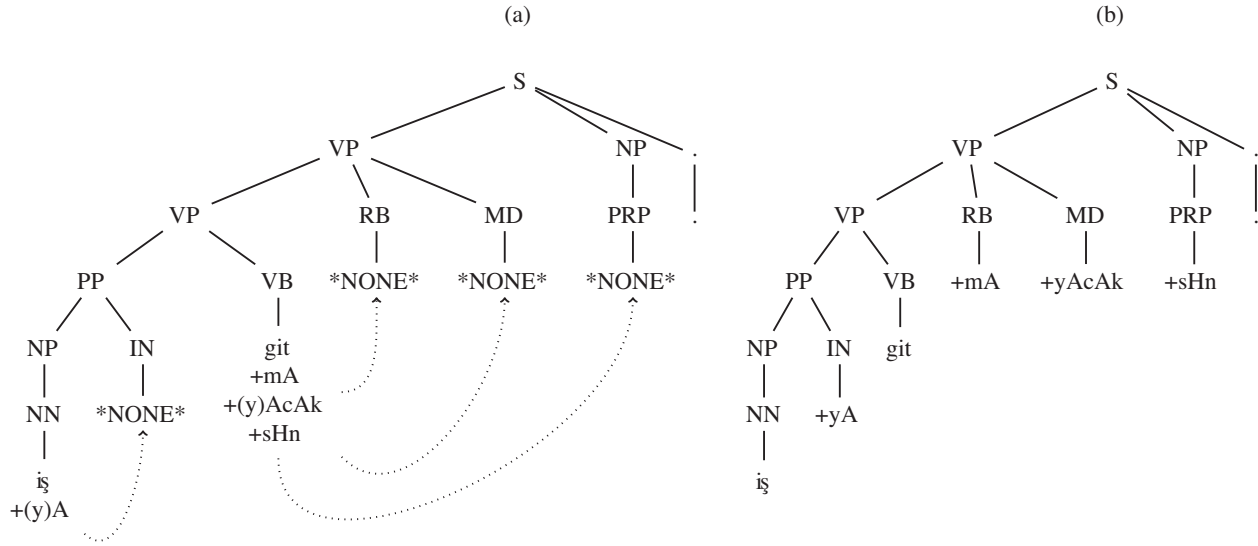 (a) (b)
S S
VP NP . VP NP .
VP RB MD PRP . VP RB MD PRP .
PP VB *NONE* *NONE* *NONE* PP VB +mA +yAcAk +sHn
NP IN git NP IN git
+mA
NN *NONE* +(y)AcAk NN +yA
+sHn
iş iş
+(y)A